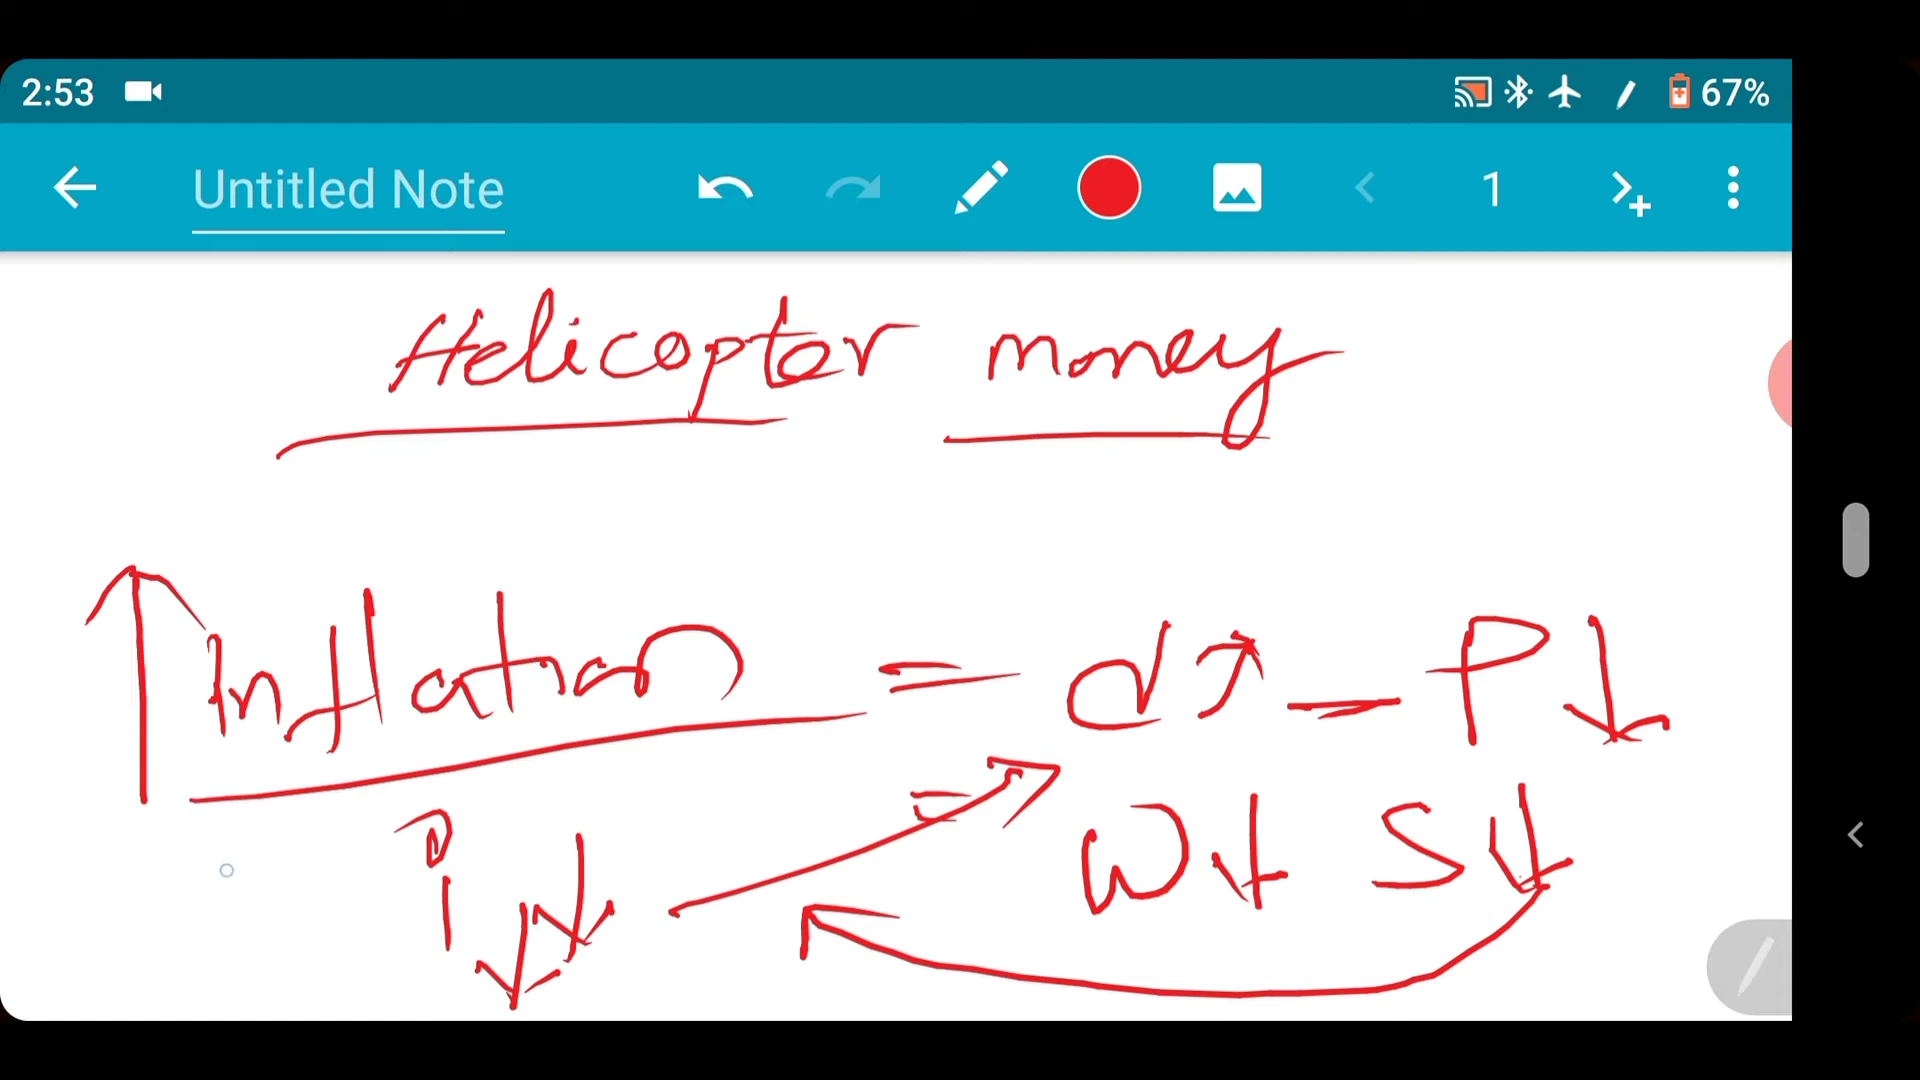 2:53 67%
Untitled Note 1
Helicopter money
↑ Inflation = d↗ — P↓
i ↓↓ = W↓ S↓